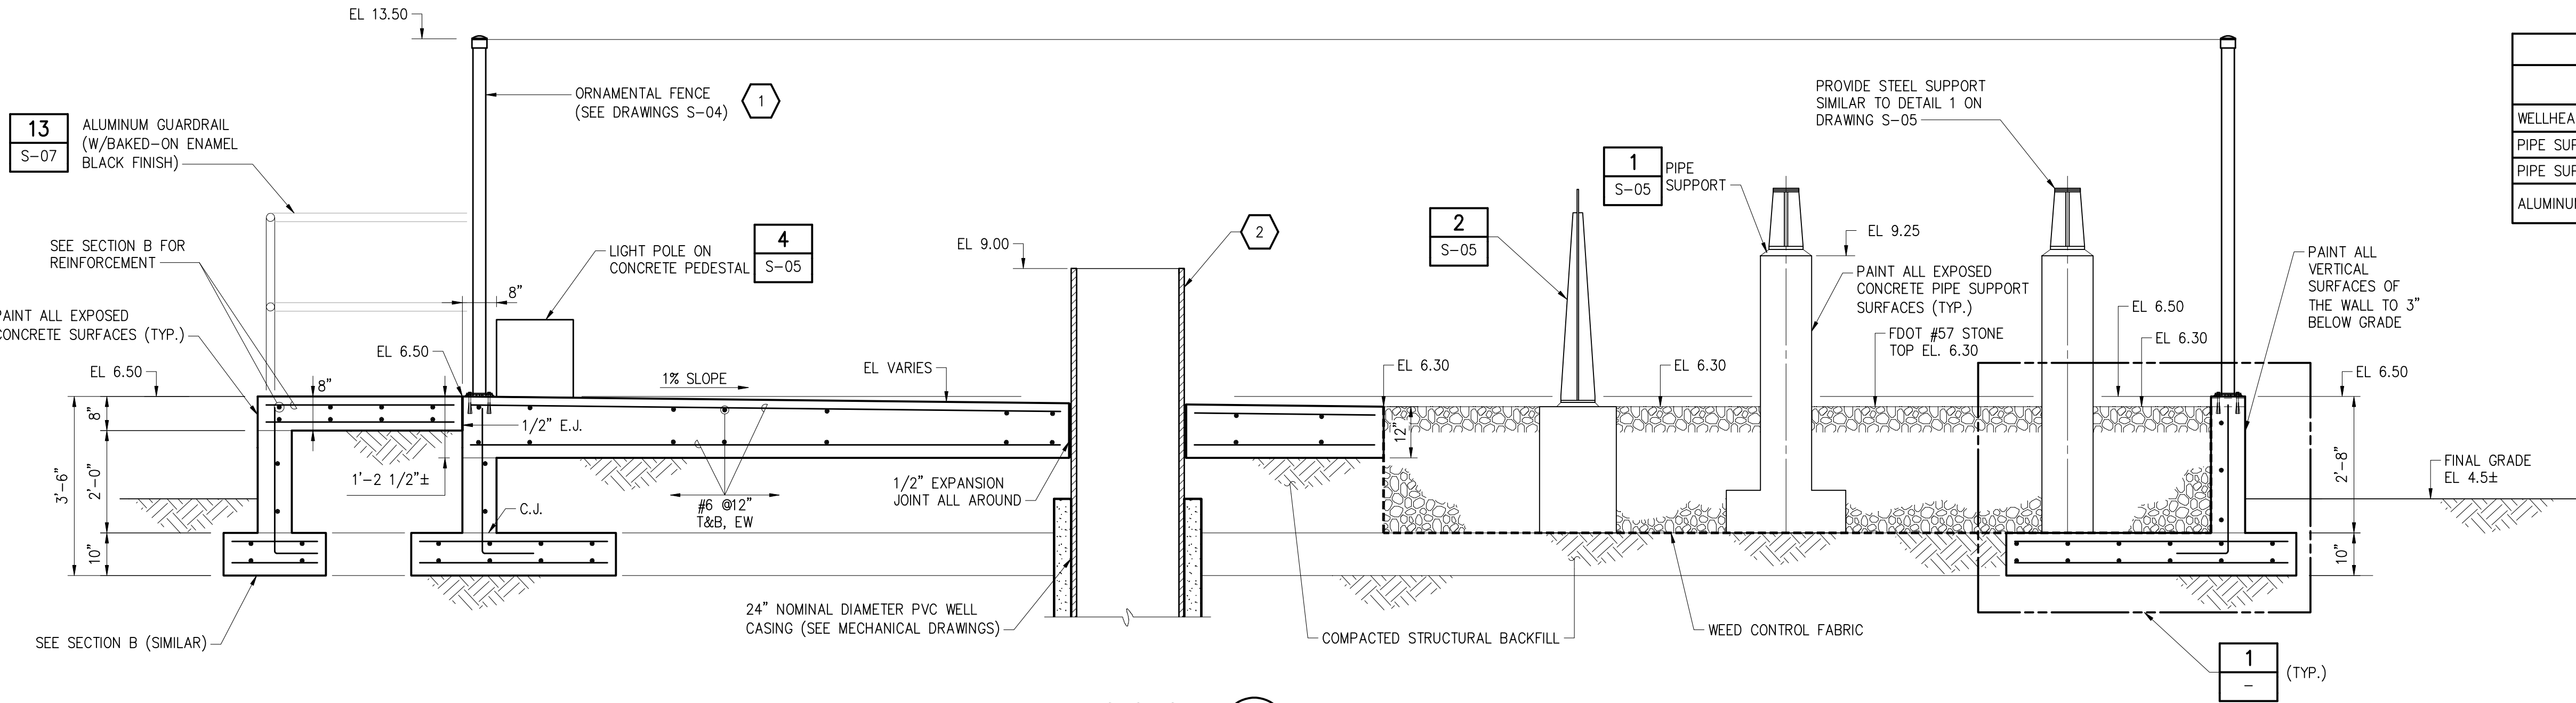 EL 13.50
ORNAMENTAL FENCE
(SEE DRAWINGS S-04)
1
13
S-07
ALUMINUM GUARDRAIL
(W/BAKED-ON ENAMEL
BLACK FINISH)
SEE SECTION B FOR
REINFORCEMENT
PAINT ALL EXPOSED
CONCRETE SURFACES (TYP.)
EL 6.50
8"
8"
2'-0"
3'-6"
10"
SEE SECTION B (SIMILAR)
8"
EL 6.50
1/2" E.J.
1'-2 1/2"±
C.J.
LIGHT POLE ON
CONCRETE PEDESTAL
4
S-05
1% SLOPE
#6 @12"
T&B, EW
EL VARIES
EL 9.00
2
1/2" EXPANSION
JOINT ALL AROUND
24" NOMINAL DIAMETER PVC WELL
CASING (SEE MECHANICAL DRAWINGS)
EL 6.30
12"
2
S-05
1
S-05
PIPE
SUPPORT
EL 6.30
PROVIDE STEEL SUPPORT
SIMILAR TO DETAIL 1 ON
DRAWING S-05
EL 9.25
PAINT ALL EXPOSED
CONCRETE PIPE SUPPORT
SURFACES (TYP.)
FDOT #57 STONE
TOP EL. 6.30
COMPACTED STRUCTURAL BACKFILL
WEED CONTROL FABRIC
EL 6.50
EL 6.30
PAINT ALL
VERTICAL
SURFACES OF
THE WALL TO 3"
BELOW GRADE
EL 6.50
2'-8"
10"
FINAL GRADE
EL 4.5±
1
-
(TYP.)
WELLHEA
PIPE SUP
PIPE SUP
ALUMINUM